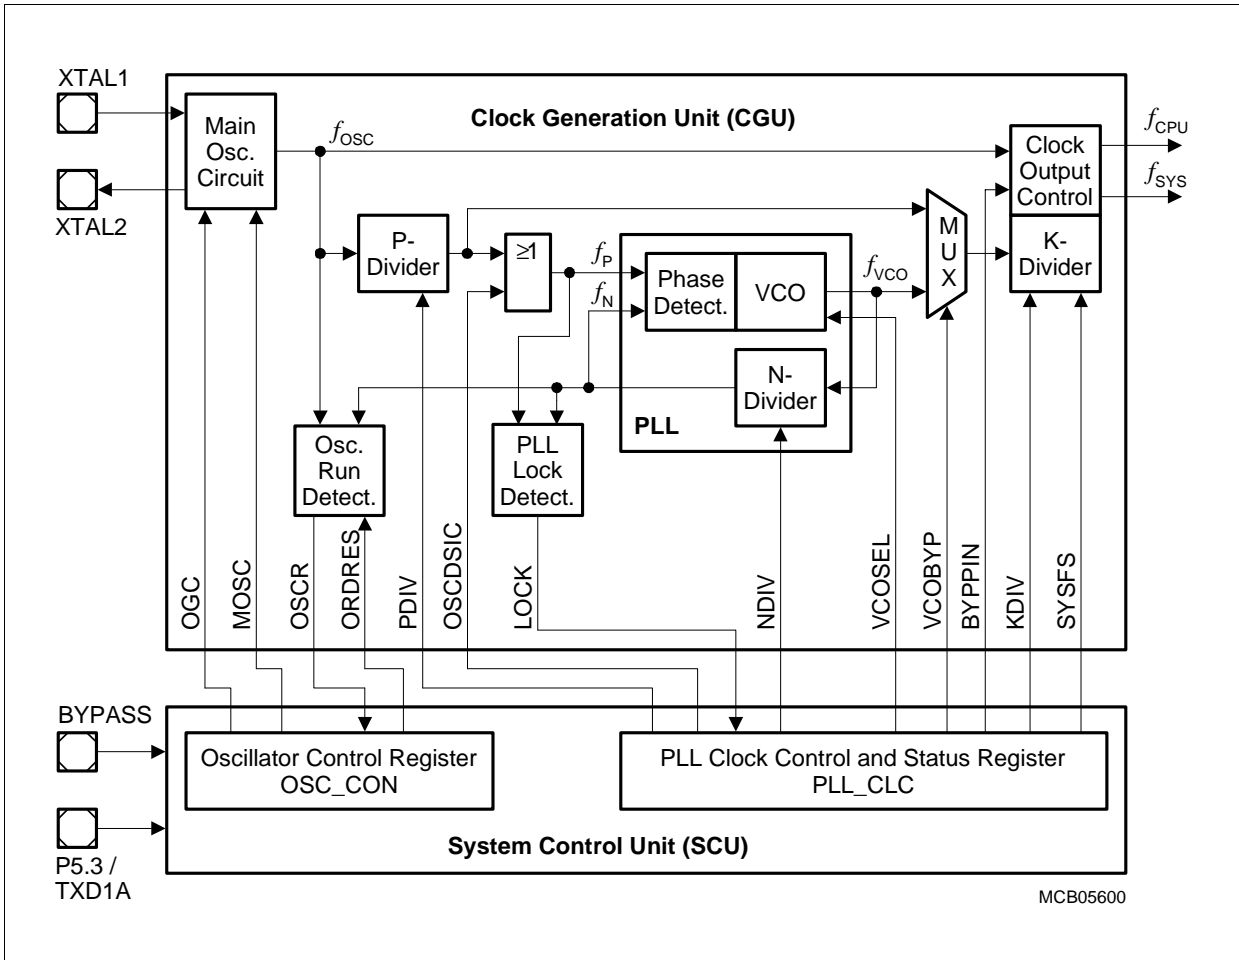 XTAL1
XTAL2
Clock Generation Unit (CGU)
Main
Osc.
Circuit
fOSC
Clock
Output
Control
fCPU
fSYS
P-
Divider
≥1
fP
fN
Phase
Detect.
VCO
fVCO
M
U
X
K-
Divider
N-
Divider
PLL
Osc.
Run
Detect.
PLL
Lock
Detect.
OGC
MOSC
OSCR
ORDRES
PDIV
OSCDSIC
LOCK
NDIV
VCOSEL
VCOBYP
BYPPIN
KDIV
SYSFS
BYPASS
P5.3 /
TXD1A
Oscillator Control Register
OSC_CON
PLL Clock Control and Status Register
PLL_CLC
System Control Unit (SCU)
MCB05600